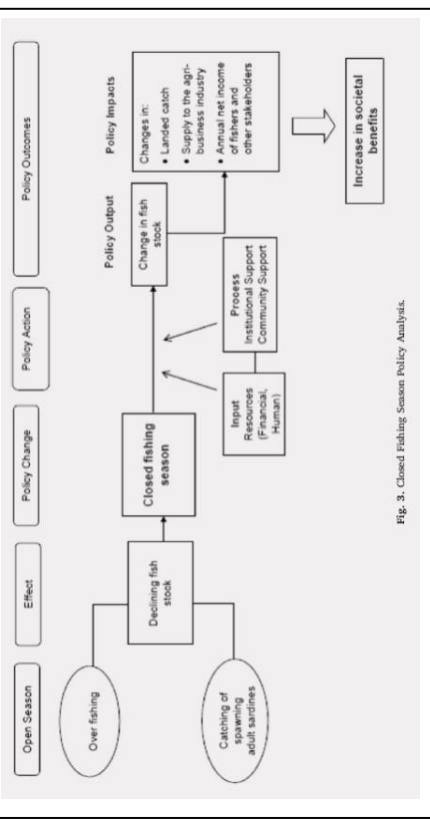 Open Season
Effect
Policy Change
Policy Action
Policy Outcomes
Over fishing
Catching of
spawning
adult sardines
Declining fish
stock
Closed fishing
season
Input
Resources
(Financial,
Human)
Process
Institutional Support
Community Support
Policy Output
Change in fish
stock
Policy Impacts
Changes in:
• Landed catch
• Supply to the agri-
business industry
• Annual net income
of fishers and
other stakeholders
Increase in societal
benefits
Fig. 3. Closed Fishing Season Policy Analysis.